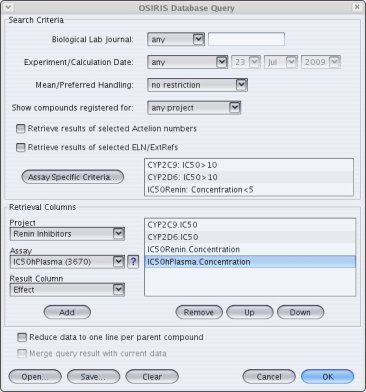 OSIRIS Database Query
Search Criteria
Biological Lab Journal: any
Experiment/Calculation Date: any 23 Jul 2009
Mean/Preferred Handling: no restriction
Show compounds registered for: any project
Retrieve results of selected Actelion numbers
Retrieve results of selected ELN/ExtRefs
Assay Specific Criteria...
CYP2C9: IC50>10
CYP2D6: IC50>10
IC50Renin: Concentration<5
Retrieval Columns
Project
Renin Inhibitors
Assay
IC50hPlasma (3670) ?
Result Column
Effect
CYP2C9.IC50
CYP2D6.IC50
IC50Renin.Concentration
IC50hPlasma.Concentration
Add Remove Up Down
Reduce data to one line per parent compound
Merge query result with current data
Open... Save... Clear Cancel OK